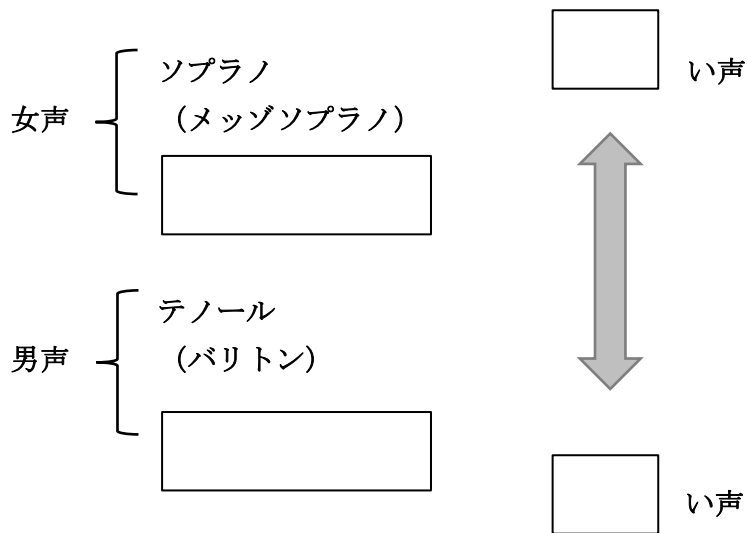 ソプラノ
い声
女声
（メッゾソプラノ）
テノール
男声
（バリトン）
い声